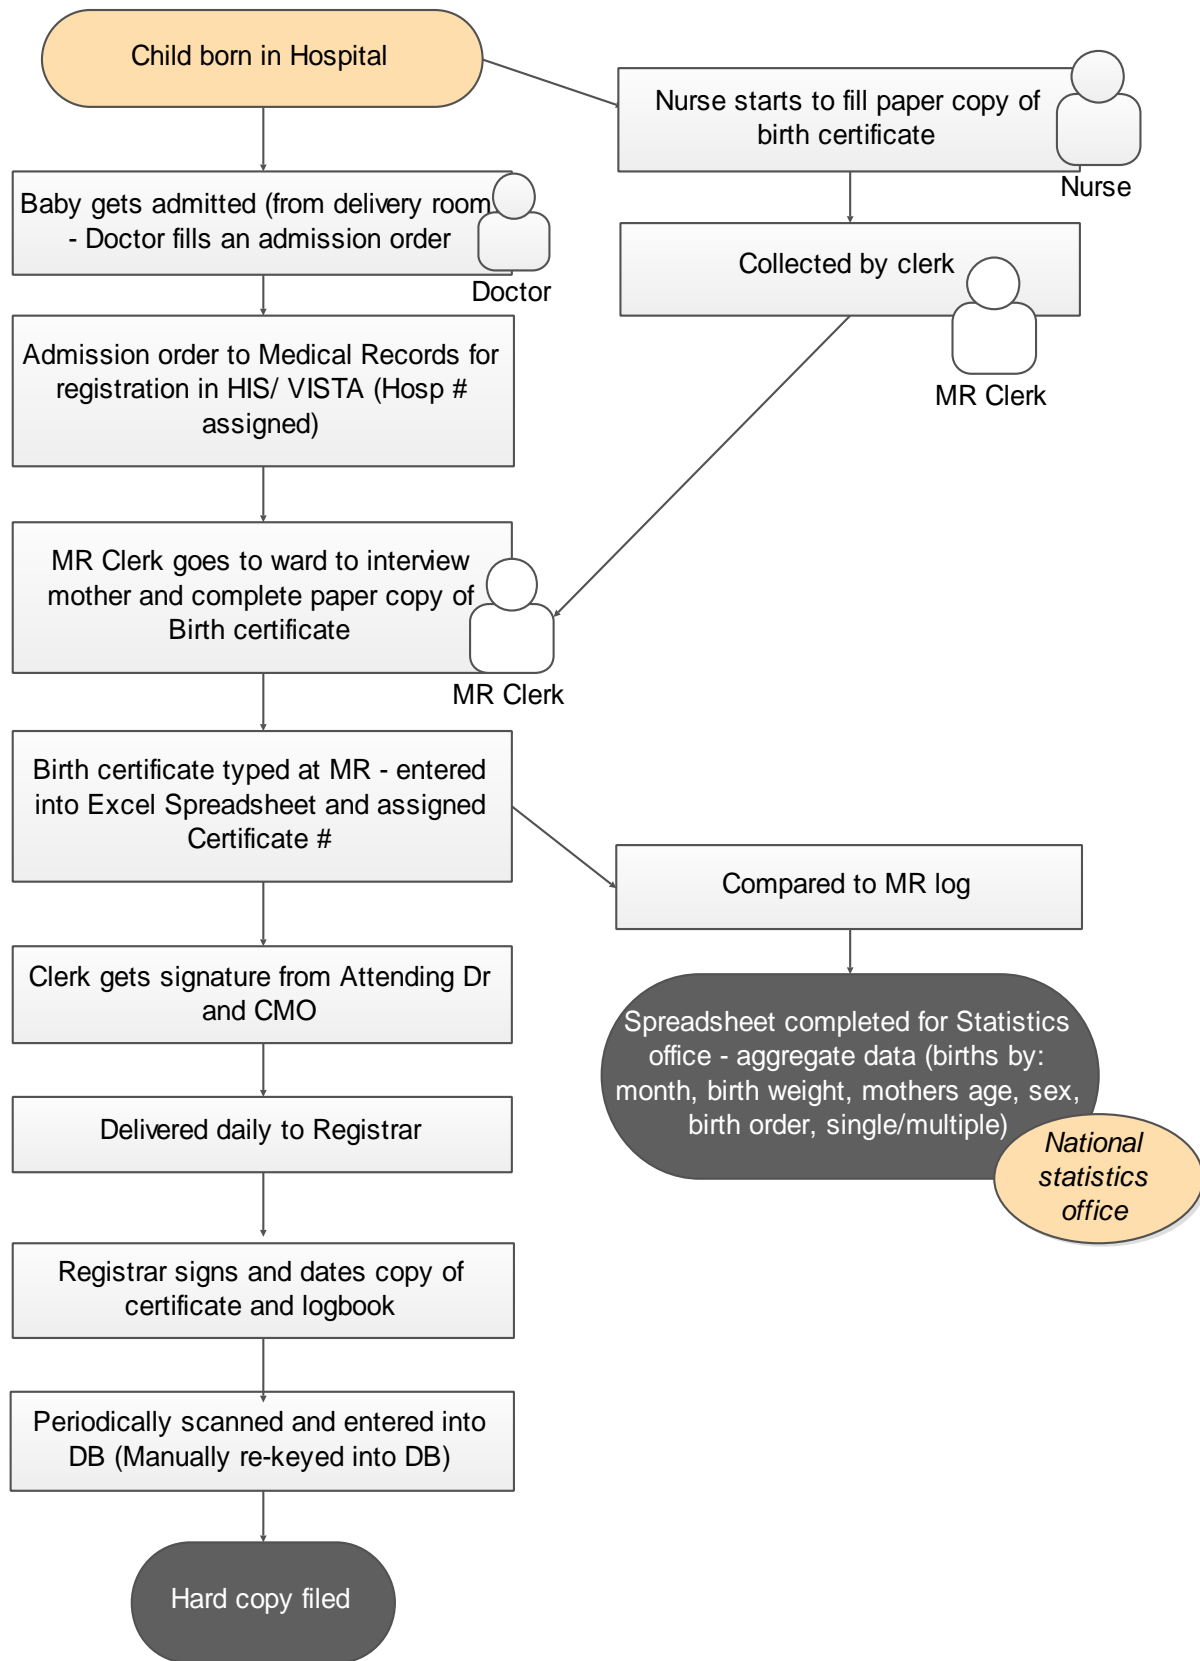 Child born in Hospital
Nurse starts to fill paper copy of
birth certificate
Nurse
Baby gets admitted (from delivery room
- Doctor fills an admission order
Doctor
Collected by clerk
MR Clerk
Admission order to Medical Records for
registration in HIS/ VISTA (Hosp #
assigned)
MR Clerk goes to ward to interview
mother and complete paper copy of
Birth certificate
MR Clerk
Birth certificate typed at MR - entered
into Excel Spreadsheet and assigned
Certificate #
Compared to MR log
Clerk gets signature from Attending Dr
and CMO
Spreadsheet completed for Statistics
office - aggregate data (births by:
month, birth weight, mothers age, sex,
birth order, single/multiple)
National
statistics
office
Delivered daily to Registrar
Registrar signs and dates copy of
certificate and logbook
Periodically scanned and entered into
DB (Manually re-keyed into DB)
Hard copy filed